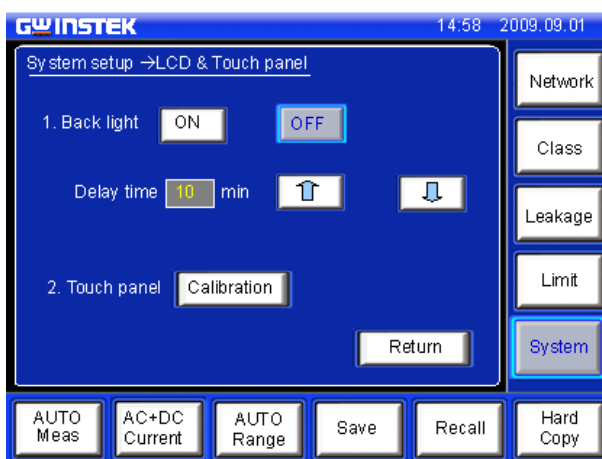 GWINSTEK 14:58 2009.09.01
System setup →LCD & Touch panel
1. Back light ON OFF
Delay time 10 min
2. Touch panel Calibration
Return
Network
Class
Leakage
Limit
System
AUTO Meas
AC+DC Current
AUTO Range
Save
Recall
Hard Copy